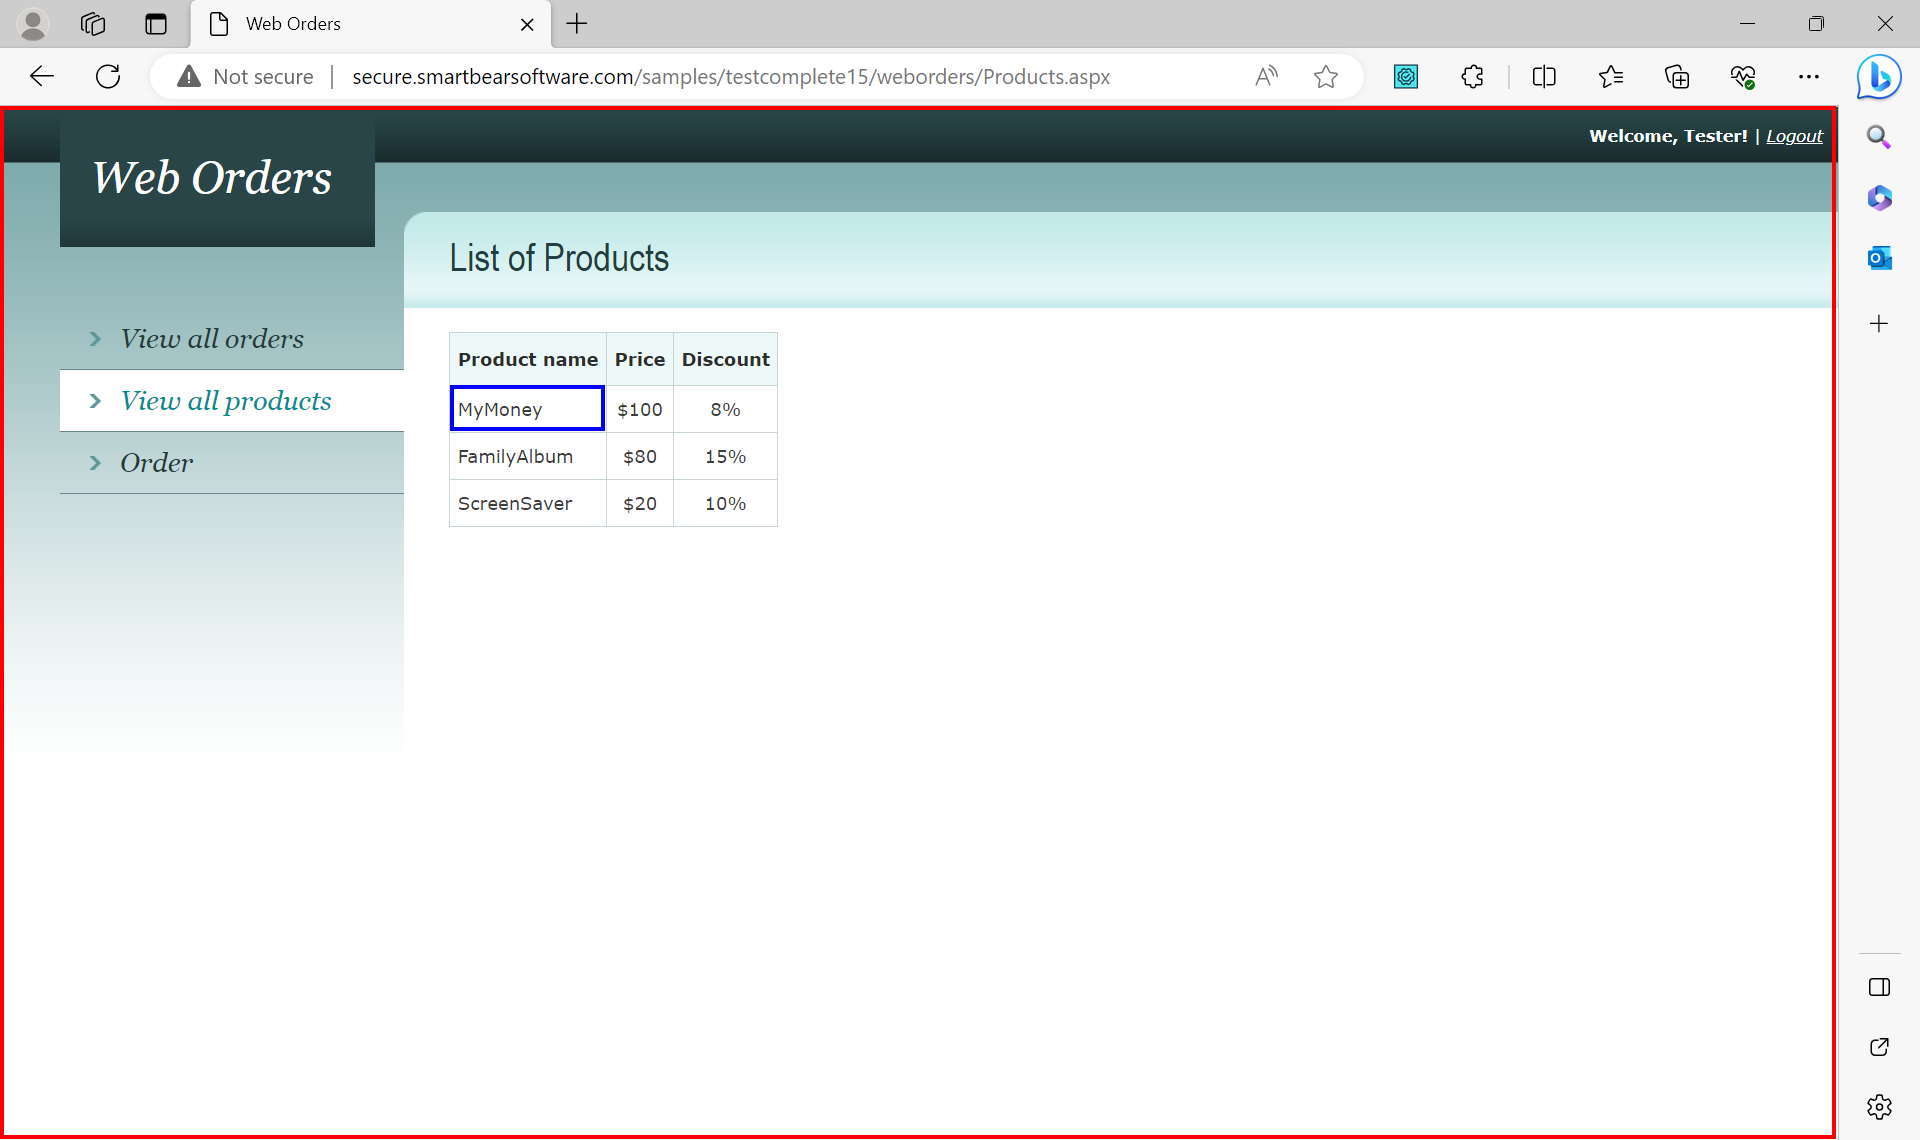 Web Orders
Not secure
secure.smartbearsoftware.com/samples/testcomplete15/weborders/Products.aspx
Welcome, Tester! | Logout
Web Orders
List of Products
View all orders
View all products
Order
Product name Price Discount
MyMoney $100 8%
FamilyAlbum $80 15%
ScreenSaver $20 10%